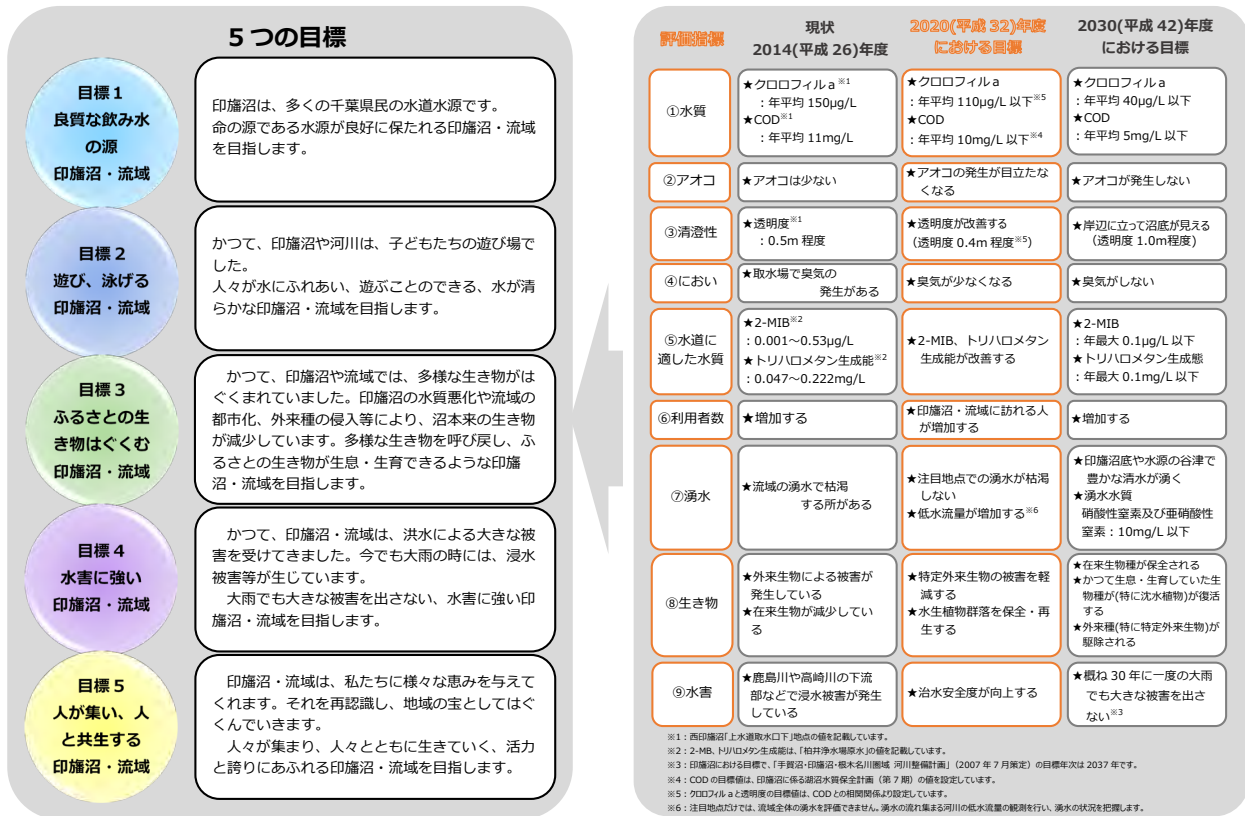 5つの目標
目標1
良質な飲み水
の源
印旛沼・流域
印旛沼は、多くの千葉県民の水道水源です。
命の源である水源が良好に保たれる印旛沼・流域
を目指します。
目標2
遊び、泳げる
印旛沼・流域
かつて、印旛沼や河川は、子どもたちの遊び場で
した。
人々が水にふれあい、遊ぶことのできる、水が清
らかな印旛沼・流域を目指します。
目標3
ふるさとの生
き物はぐくむ
印旛沼・流域
かつて、印旛沼や流域では、多様な生き物がは
ぐくまれていました。印旛沼の水質悪化や流域の
都市化、外来種の侵入等により、沼本来の生き物
が減少しています。多様な生き物を呼び戻し、ふ
るさとの生き物が生息・生育できるような印旛
沼・流域を目指します。
目標4
水害に強い
印旛沼・流域
かつて、印旛沼・流域は、洪水による大きな被
害を受けてきました。今でも大雨の時には、浸水
被害等が生じています。
大雨でも大きな被害を出さない、水害に強い印
旛沼・流域を目指します。
目標5
人が集い、人
と共生する
印旛沼・流域
印旛沼・流域は、私たちに様々な恵みを与えて
くれます。それを再認識し、地域の宝としてはぐ
くんでいきます。
人々が集まり、人々とともに生きていく、活力
と誇りにあふれる印旛沼・流域を目指します。
評価指標
現状
2014(平成 26)年度
2020(平成 32)年度
における目標
2030(平成 42)年度
における目標
①水質
★クロロフィルa※1
：年平均 150μg/L
★COD※1
：年平均 11mg/L
★クロロフィルa
：年平均 110μg/L 以下※5
★COD
：年平均 10mg/L 以下※4
★クロロフィルa
：年平均 40μg/L 以下
★COD
：年平均 5mg/L 以下
②アオコ
★アオコは少ない
★アオコの発生が目立たな
くなる
★アオコが発生しない
③清澄性
★透明度※1
：0.5m 程度
★透明度が改善する
(透明度 0.4m 程度※5)
★岸辺に立って沼底が見える
(透明度 1.0m程度)
④におい
★取水場で臭気の
発生がある
★臭気が少なくなる
★臭気がしない
⑤水道に
適した水質
★2-MIB※2
：0.001～0.53μg/L
★トリハロメタン生成能※2
：0.047～0.222mg/L
★2-MIB、トリハロメタン
生成能が改善する
★2-MIB
：年最大 0.1μg/L 以下
★トリハロメタン生成態
：年最大 0.1mg/L 以下
⑥利用者数
★増加する
★印旛沼・流域に訪れる人
が増加する
★増加する
⑦湧水
★流域の湧水で枯渇
する所がある
★注目地点での湧水が枯渇
しない
★低水流量が増加する※6
★印旛沼底や水源の谷津で
豊かな清水が湧く
★湧水水質
硝酸性窒素及び亜硝酸性
窒素：10mg/L 以下
⑧生き物
★外来生物による被害が
発生している
★在来生物が減少してい
る
★特定外来生物の被害を軽
減する
★水生植物群落を保全・再
生する
★在来生物種が保全される
★かつて生息・生育していた生
物種が(特に沈水植物)が復活
する
★外来種(特に特定外来生物)が
駆除される
⑨水害
★鹿島川や高崎川の下流
部などで浸水被害が発生
している
★治水安全度が向上する
★概ね 30 年に一度の大雨
でも大きな被害を出さ
ない※3
※1：西印旛沼「上水道取水口下」地点の値を記載しています。
※2：2-MB、トリハロメタン生成能は、「柏井浄水場原水」の値を記載しています。
※3：印旛沼における目標で、「手賀沼・印旛沼・根木名川圏域 河川整備計画」（2007 年 7 月策定）の目標年次は 2037 年です。
※4：COD の目標値は、印旛沼に係る湖沼水質保全計画（第 7 期）の値を設定しています。
※5：クロロフィル a と透明度の目標値は、COD との相関関係より設定しています。
※6：注目地点だけでは、流域全体の湧水を評価できません。湧水の流れ集まる河川の低水流量の観測を行い、湧水の状況を把握します。